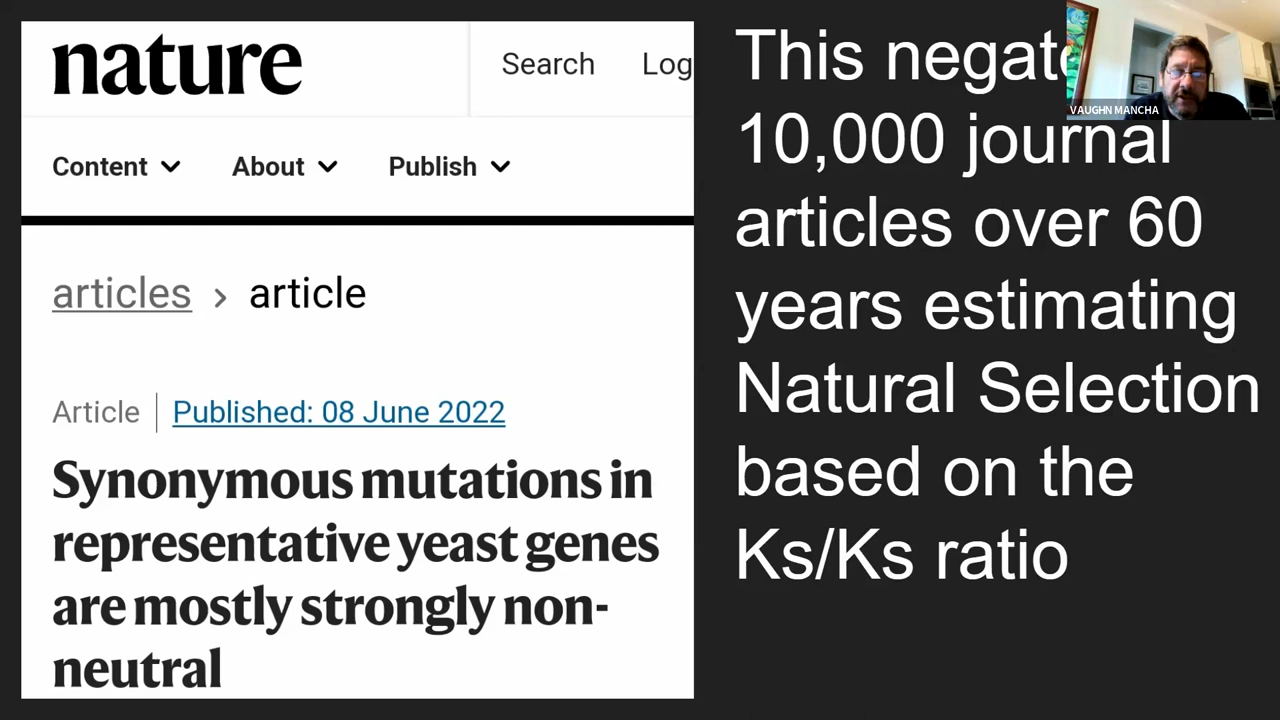 nature
Search
Log
Content
About
Publish
articles > article
Article | Published: 08 June 2022
Synonymous mutations in
representative yeast genes
are mostly strongly non-
neutral
This
10,000 journal
articles over 60
years estimating
Natural Selection
based on the
Ks/Ks ratio
VAUGHN MANCHA